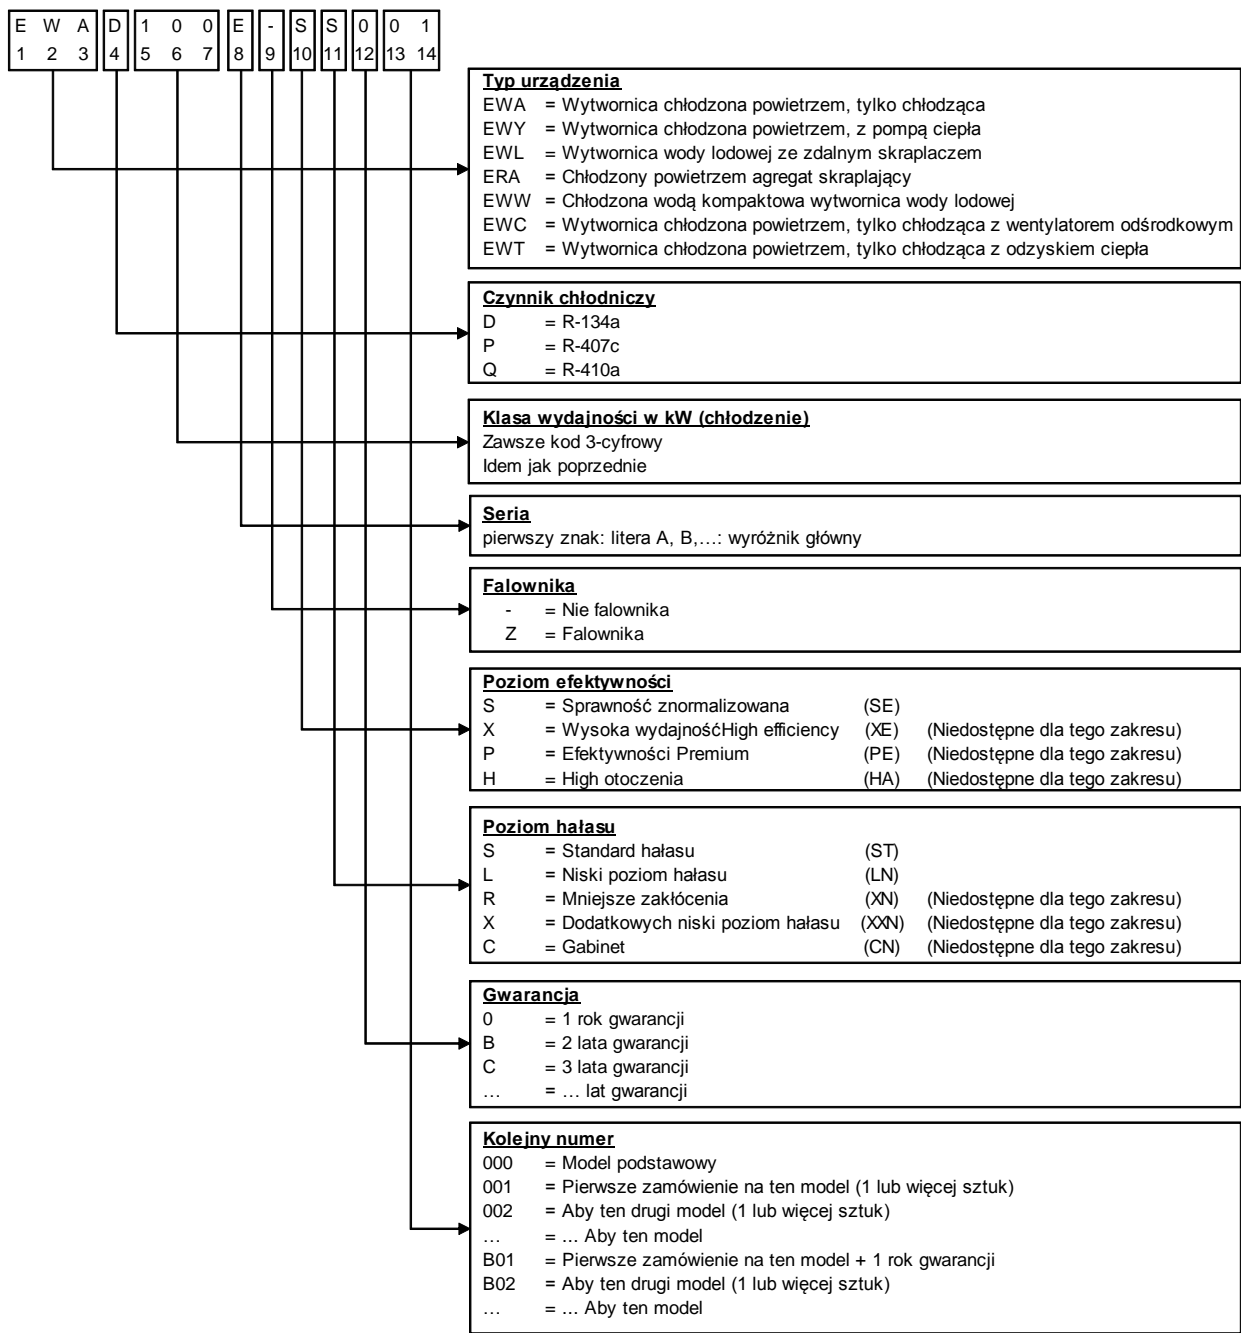 E W A D 1 0 0 E - S S 0 0 1
1 2 3 4 5 6 7 8 9 10 11 12 13 14
Typ urządzenia
EWA = Wytwornica chłodzona powietrzem, tylko chłodząca
EWY = Wytwornica chłodzona powietrzem, z pompą ciepła
EWL = Wytwornica wody lodowej ze zdalnym skraplaczem
ERA = Chłodzony powietrzem agregat skraplający
EWW = Chłodzona wodą kompaktowa wytwornica wody lodowej
EWC = Wytwornica chłodzona powietrzem, tylko chłodząca z wentylatorem odśrodkowym
EWT = Wytwornica chłodzona powietrzem, tylko chłodząca z odzyskiem ciepła
Czynnik chłodniczy
D = R-134a
P = R-407c
Q = R-410a
Klasa wydajności w kW (chłodzenie)
Zawsze kod 3-cyfrowy
Idem jak poprzednie
Seria
pierwszy znak: litera A, B,…: wyróżnik główny
Falownika
- = Nie falownika
Z = Falownika
Poziom efektywności
S = Sprawność znormalizowana (SE)
X = Wysoka wydajnośćHigh efficiency (XE) (Niedostępne dla tego zakresu)
P = Efektywności Premium (PE) (Niedostępne dla tego zakresu)
H = High otoczenia (HA) (Niedostępne dla tego zakresu)
Poziom hałasu
S = Standard hałasu (ST)
L = Niski poziom hałasu (LN)
R = Mniejsze zakłócenia (XN) (Niedostępne dla tego zakresu)
X = Dodatkowych niski poziom hałasu (XXN) (Niedostępne dla tego zakresu)
C = Gabinet (CN) (Niedostępne dla tego zakresu)
Gwarancja
0 = 1 rok gwarancji
B = 2 lata gwarancji
C = 3 lata gwarancji
… = … lat gwarancji
Kolejny numer
000 = Model podstawowy
001 = Pierwsze zamówienie na ten model (1 lub więcej sztuk)
002 = Aby ten drugi model (1 lub więcej sztuk)
… = ... Aby ten model
B01 = Pierwsze zamówienie na ten model + 1 rok gwarancji
B02 = Aby ten drugi model (1 lub więcej sztuk)
… = ... Aby ten model